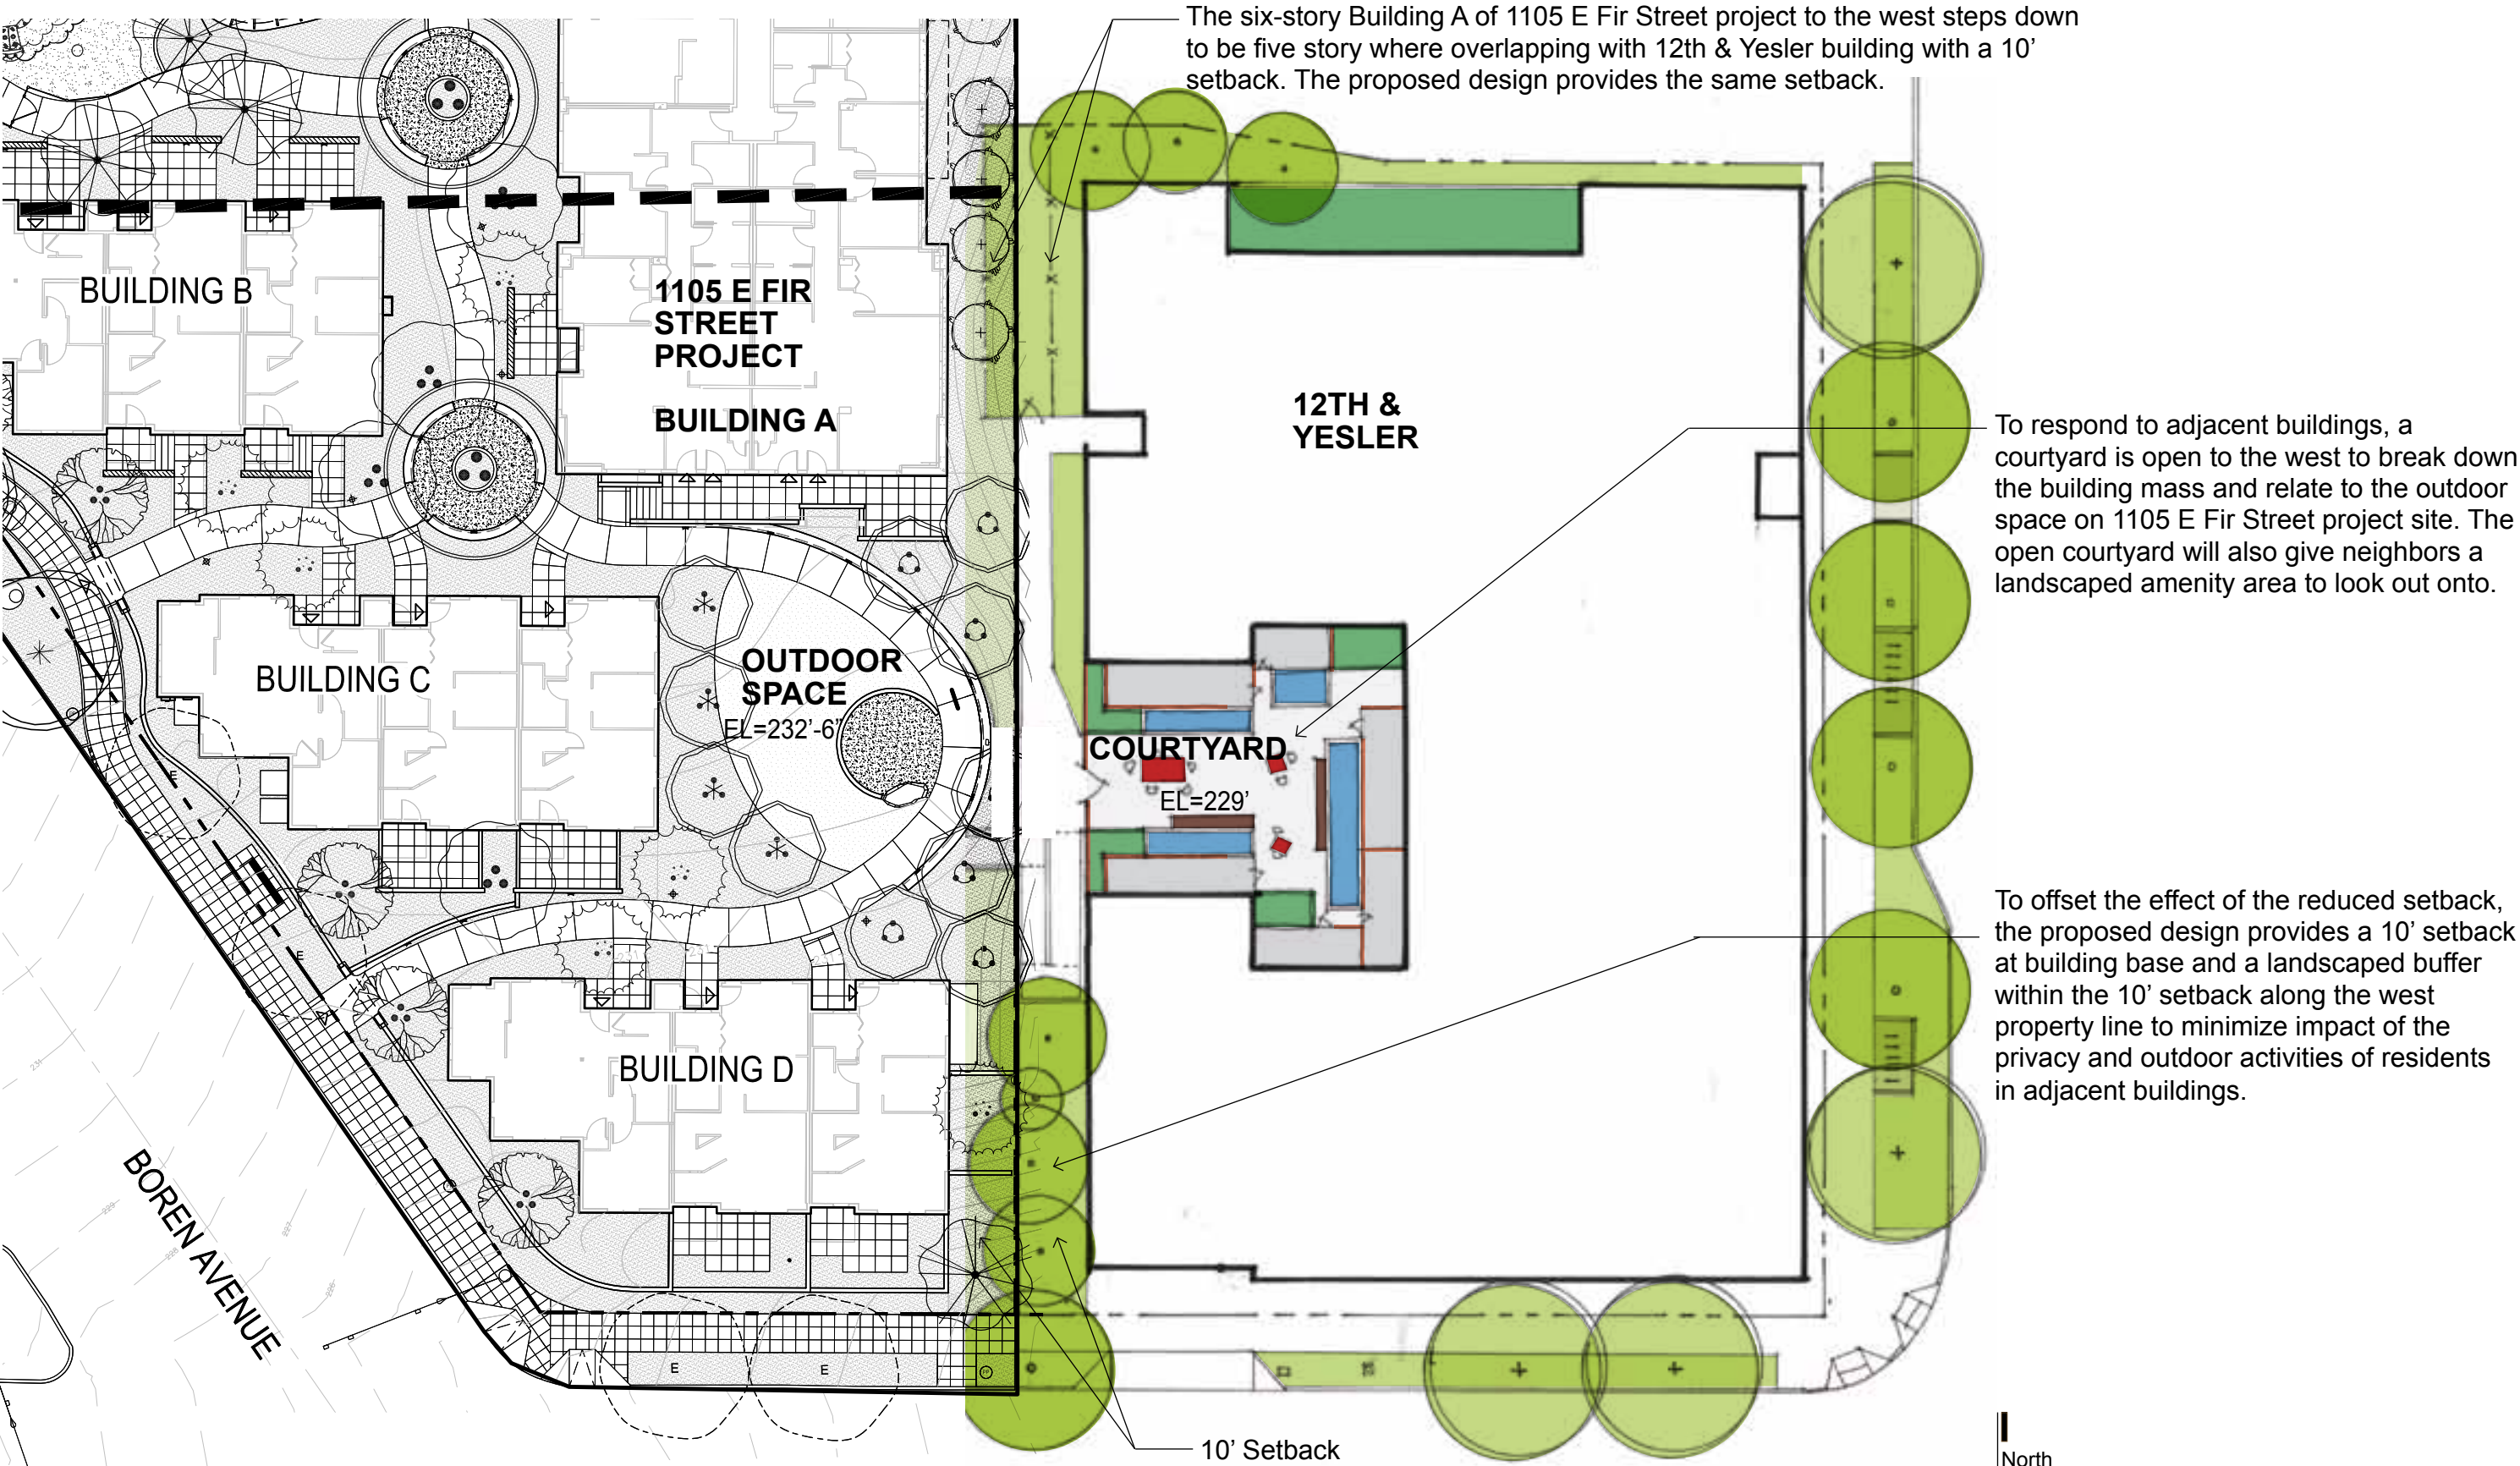 The six-story Building A of 1105 E Fir Street project to the west steps down
to be five story where overlapping with 12th & Yesler building with a 10’
setback. The proposed design provides the same setback.
BUILDING B
1105 E FIR
STREET
PROJECT
BUILDING A
12TH &
YESLER
To respond to adjacent buildings, a
courtyard is open to the west to break down
the building mass and relate to the outdoor
space on 1105 E Fir Street project site. The
open courtyard will also give neighbors a
landscaped amenity area to look out onto.
BUILDING C
OUTDOOR
SPACE
EL=232’-6”
COURTYARD
EL=229’
To offset the effect of the reduced setback,
the proposed design provides a 10’ setback
at building base and a landscaped buffer
within the 10’ setback along the west
property line to minimize impact of the
privacy and outdoor activities of residents
in adjacent buildings.
BUILDING D
BOREN AVENUE
E
E
E
E
231
229
228
227
226
10’ Setback
North